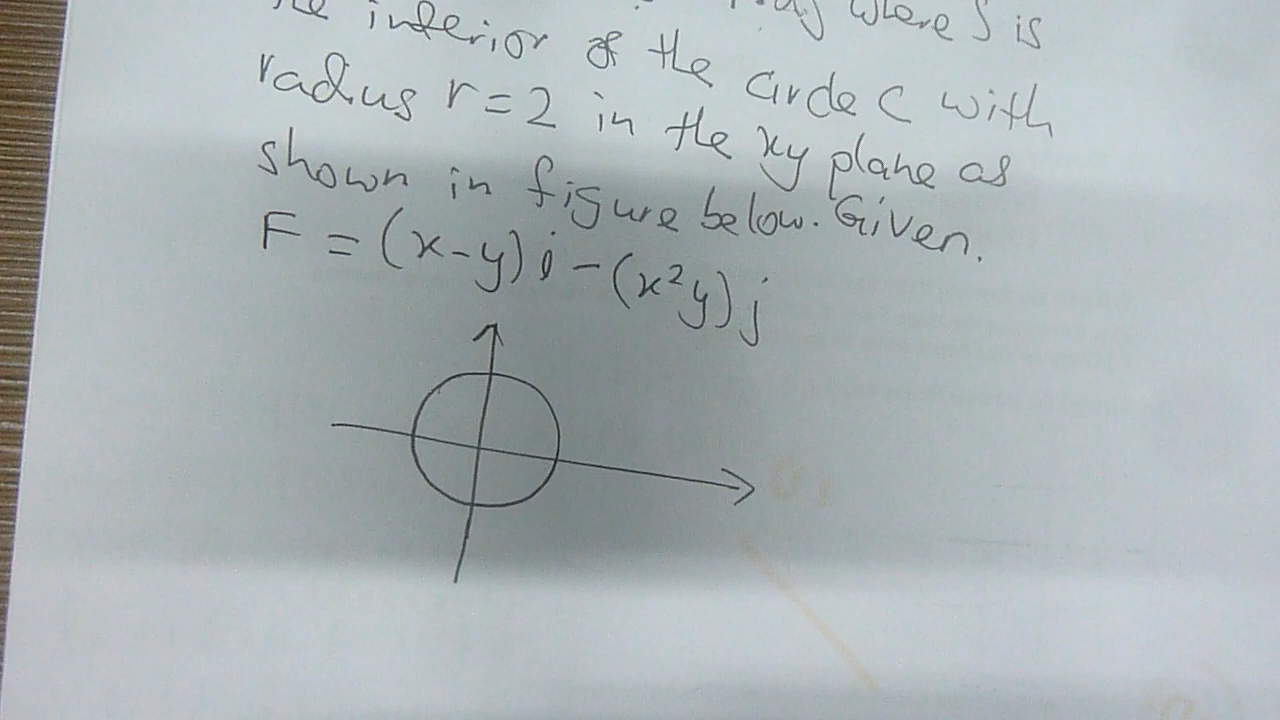 where S is
interior of the circle C with
radius r=2 in the xy plane as
shown in figure below. Given.
F = (x-y)i - (x²y)j